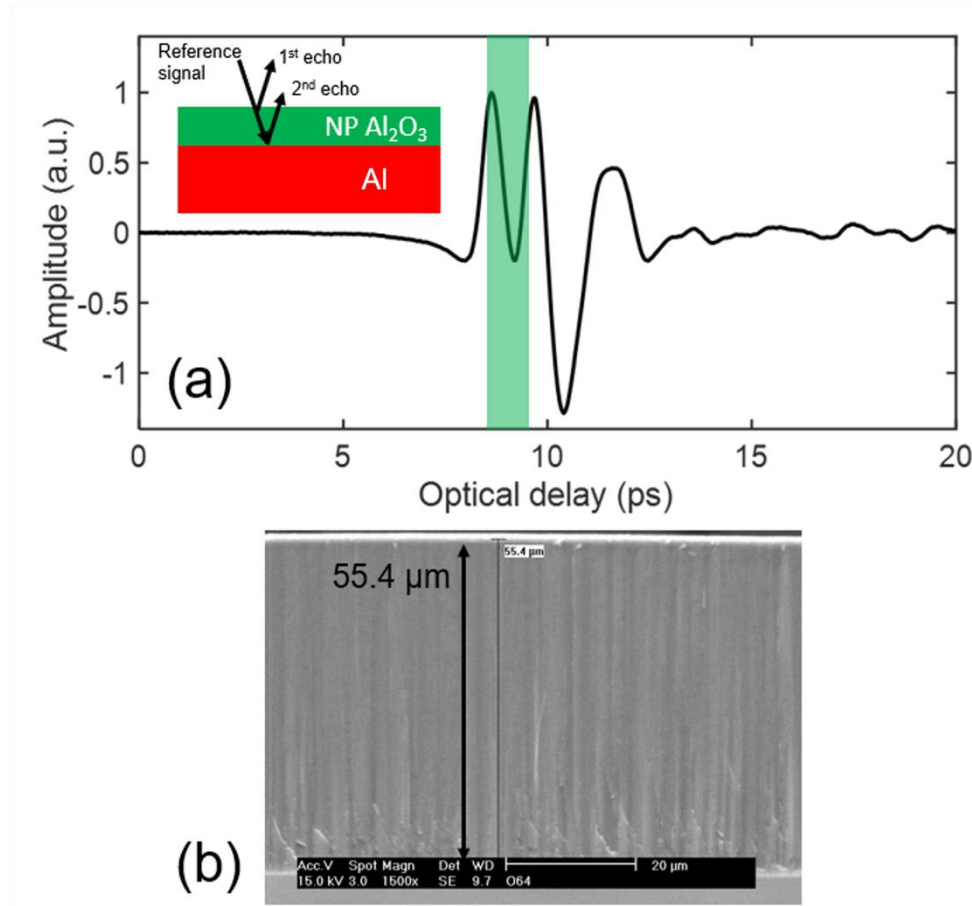 Reference
signal
1st echo
2nd echo
NP Al2O3
Al
Amplitude (a.u.)
1
0.5
0
-0.5
-1
(a)
0
5
10
15
20
Optical delay (ps)
55.4 µm
55.4 µm
(b)
Acc.V Spot Magn Det WD 20 µm
15.0 kV 3.0 1500x SE 9.7 O64